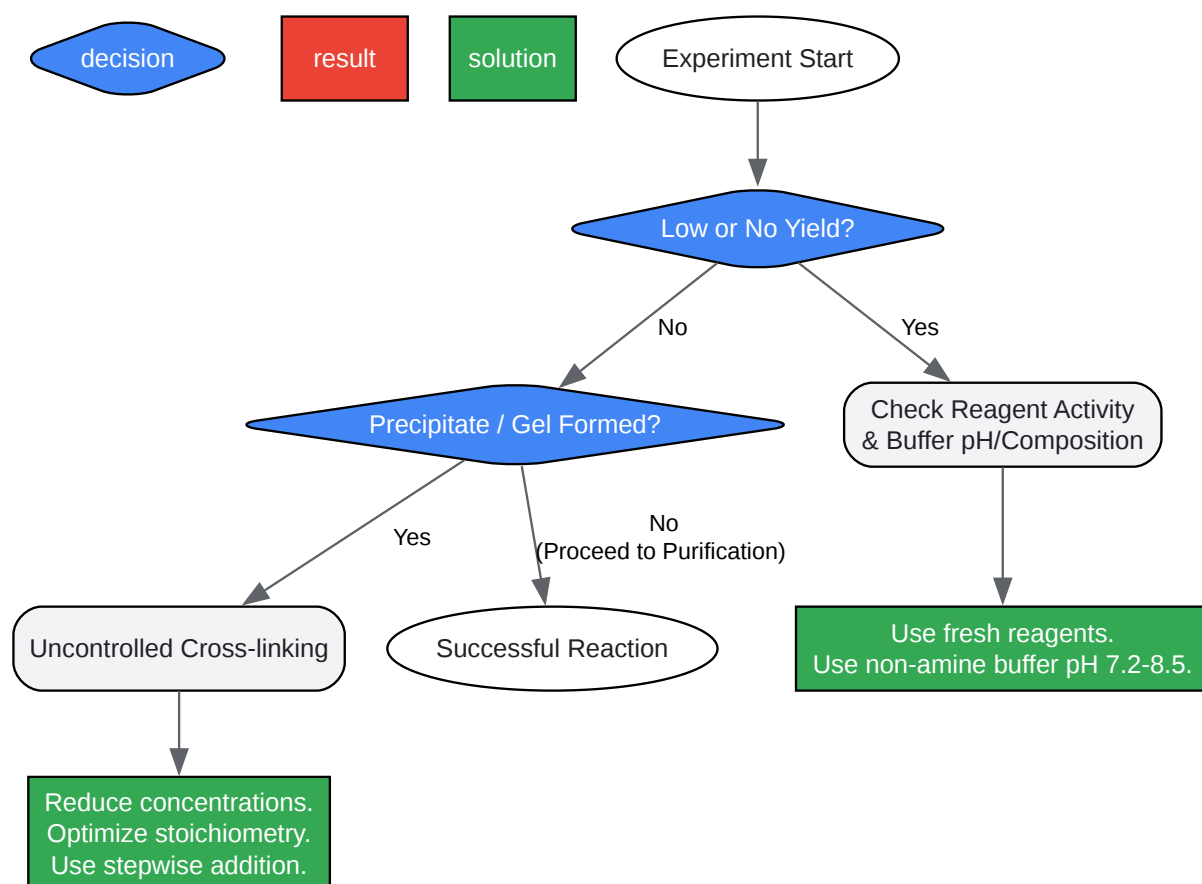 decision
result
solution
Experiment Start
Low or No Yield?
No
Yes
Precipitate / Gel Formed?
Check Reagent Activity
& Buffer pH/Composition
Yes
No
(Proceed to Purification)
Uncontrolled Cross-linking
Successful Reaction
Use fresh reagents.
Use non-amine buffer pH 7.2-8.5.
Reduce concentrations.
Optimize stoichiometry.
Use stepwise addition.